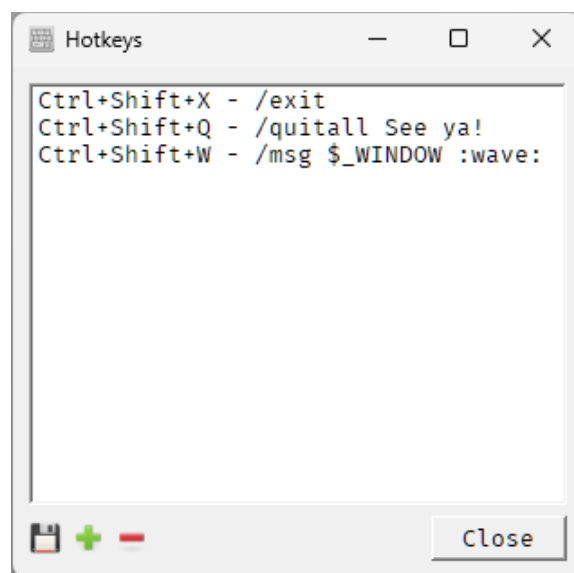 Hotkeys
Ctrl+Shift+X - /exit
Ctrl+Shift+Q - /quitall See ya!
Ctrl+Shift+W - /msg $_WINDOW :wave:
Close